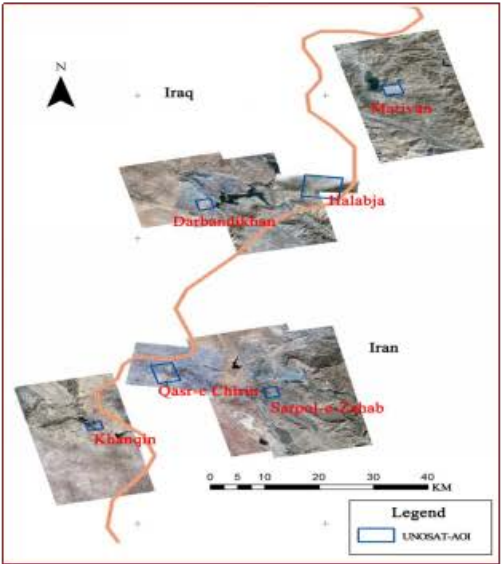 N
Iraq
Marivan
Halabja
Darbandikhan
Iran
Qasr-e Chirin
Sarpol-e-Zahab
Khanqin
0 5 10 20 30 40
KM
Legend
UNOSAT-AOI